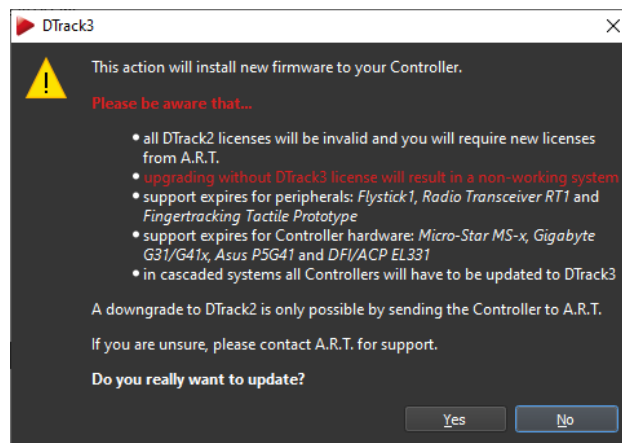 DTrack3
This action will install new firmware to your Controller.
Please be aware that...
• all DTrack2 licenses will be invalid and you will require new licenses
from A.R.T.
• upgrading without DTrack3 license will result in a non-working system
• support expires for peripherals: Flystick1, Radio Transceiver RT1 and
Fingertracking Tactile Prototype
• support expires for Controller hardware: Micro-Star MS-x, Gigabyte
G31/G41x, Asus P5G41 and DFI/ACP EL331
• in cascaded systems all Controllers will have to be updated to DTrack3
A downgrade to DTrack2 is only possible by sending the Controller to A.R.T.
If you are unsure, please contact A.R.T. for support.
Do you really want to update?
Yes No